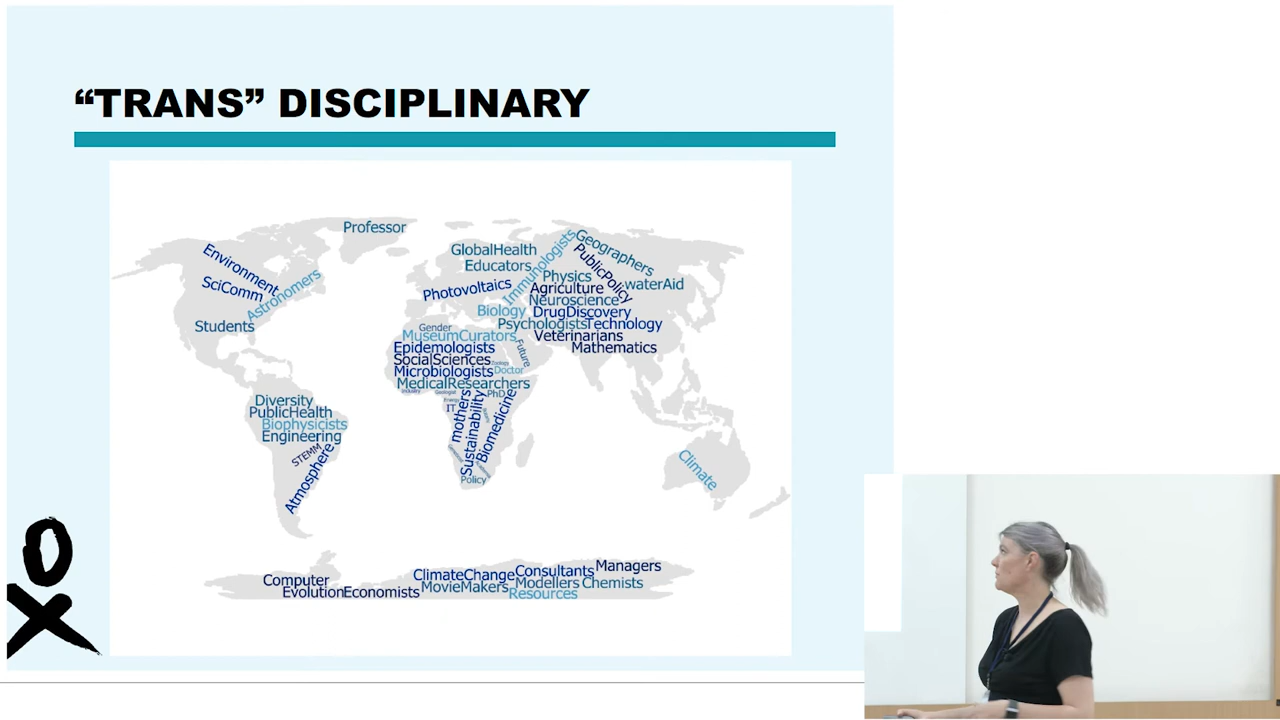 “TRANS” DISCIPLINARY
Professor
Environment
SciComm
Astronomers
Students
GlobalHealth
Educators
Photovoltaics
Immunologists
Geographers
PublicPolicy
Physics
waterAid
Agriculture
Neuroscience
Biology
DrugDiscovery
Psychologists
Technology
Gender
MuseumCurators
Veterinarians
Epidemologists
Future
Mathematics
SocialSciences
Microbiologists
Doctor
MedicalResearchers
PhD
IT
mothers
Sustainability
Biomedicine
Policy
Diversity
PublicHealth
Biophysicists
Engineering
STEMM
Atmosphere
Climate
Computer
Evolution
Economists
ClimateChange
MovieMakers
Consultants
Modellers
Resources
Managers
Chemists